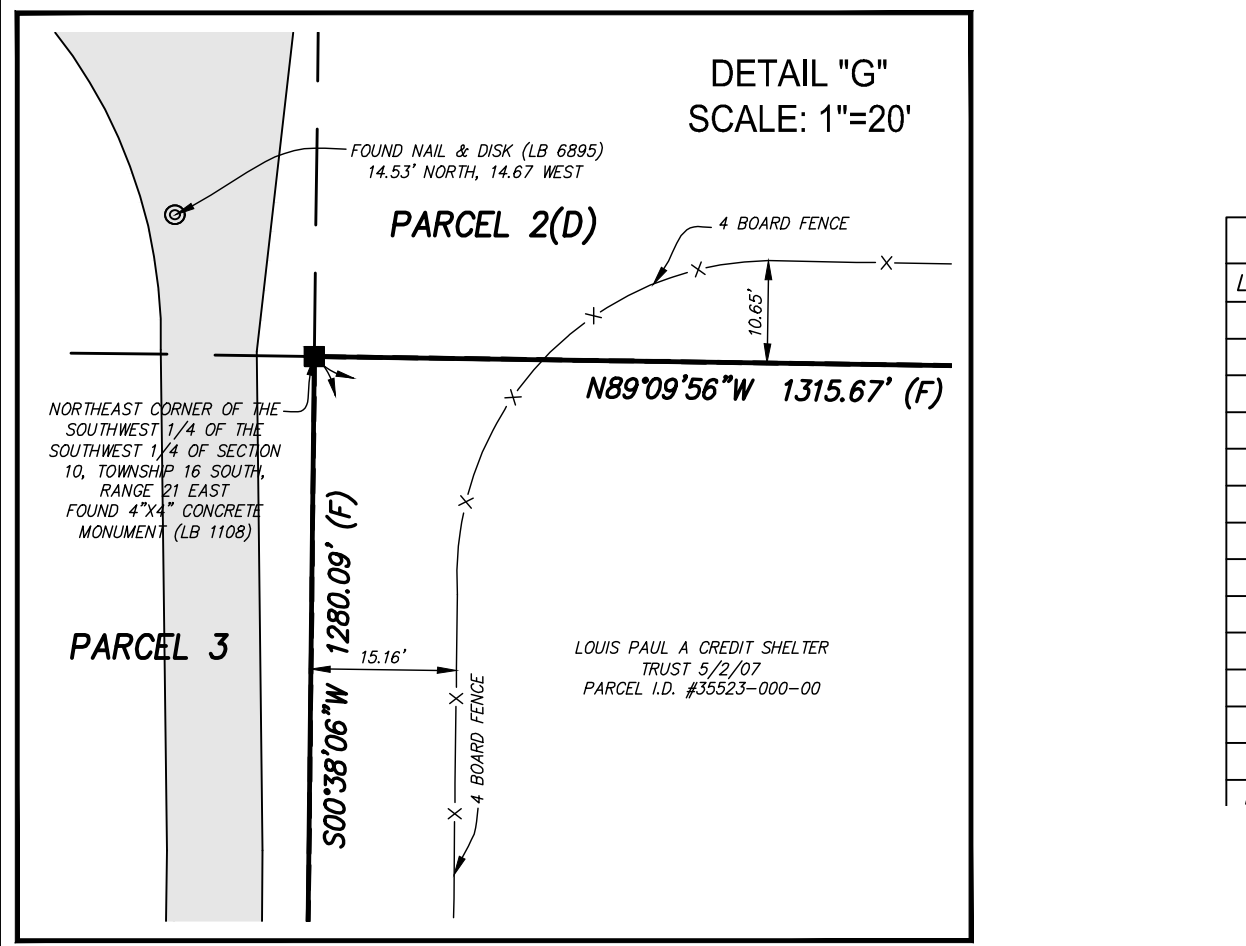 DETAIL "G"
SCALE: 1"=20'
FOUND NAIL & DISK (LB 6895)
14.53' NORTH, 14.67 WEST
PARCEL 2(D)
4 BOARD FENCE
10.65'
N89°09'56"W 1315.67' (F)
NORTHEAST CORNER OF THE
SOUTHWEST 1/4 OF THE
SOUTHWEST 1/4 OF SECTION
10, TOWNSHIP 16 SOUTH,
RANGE 21 EAST
FOUND 4"X4" CONCRETE
MONUMENT (LB 1108)
S00°38'06"W 1280.09' (F)
PARCEL 3
15.16'
4 BOARD FENCE
LOUIS PAUL A CREDIT SHELTER
TRUST 5/2/07
PARCEL I.D. #35523-000-00